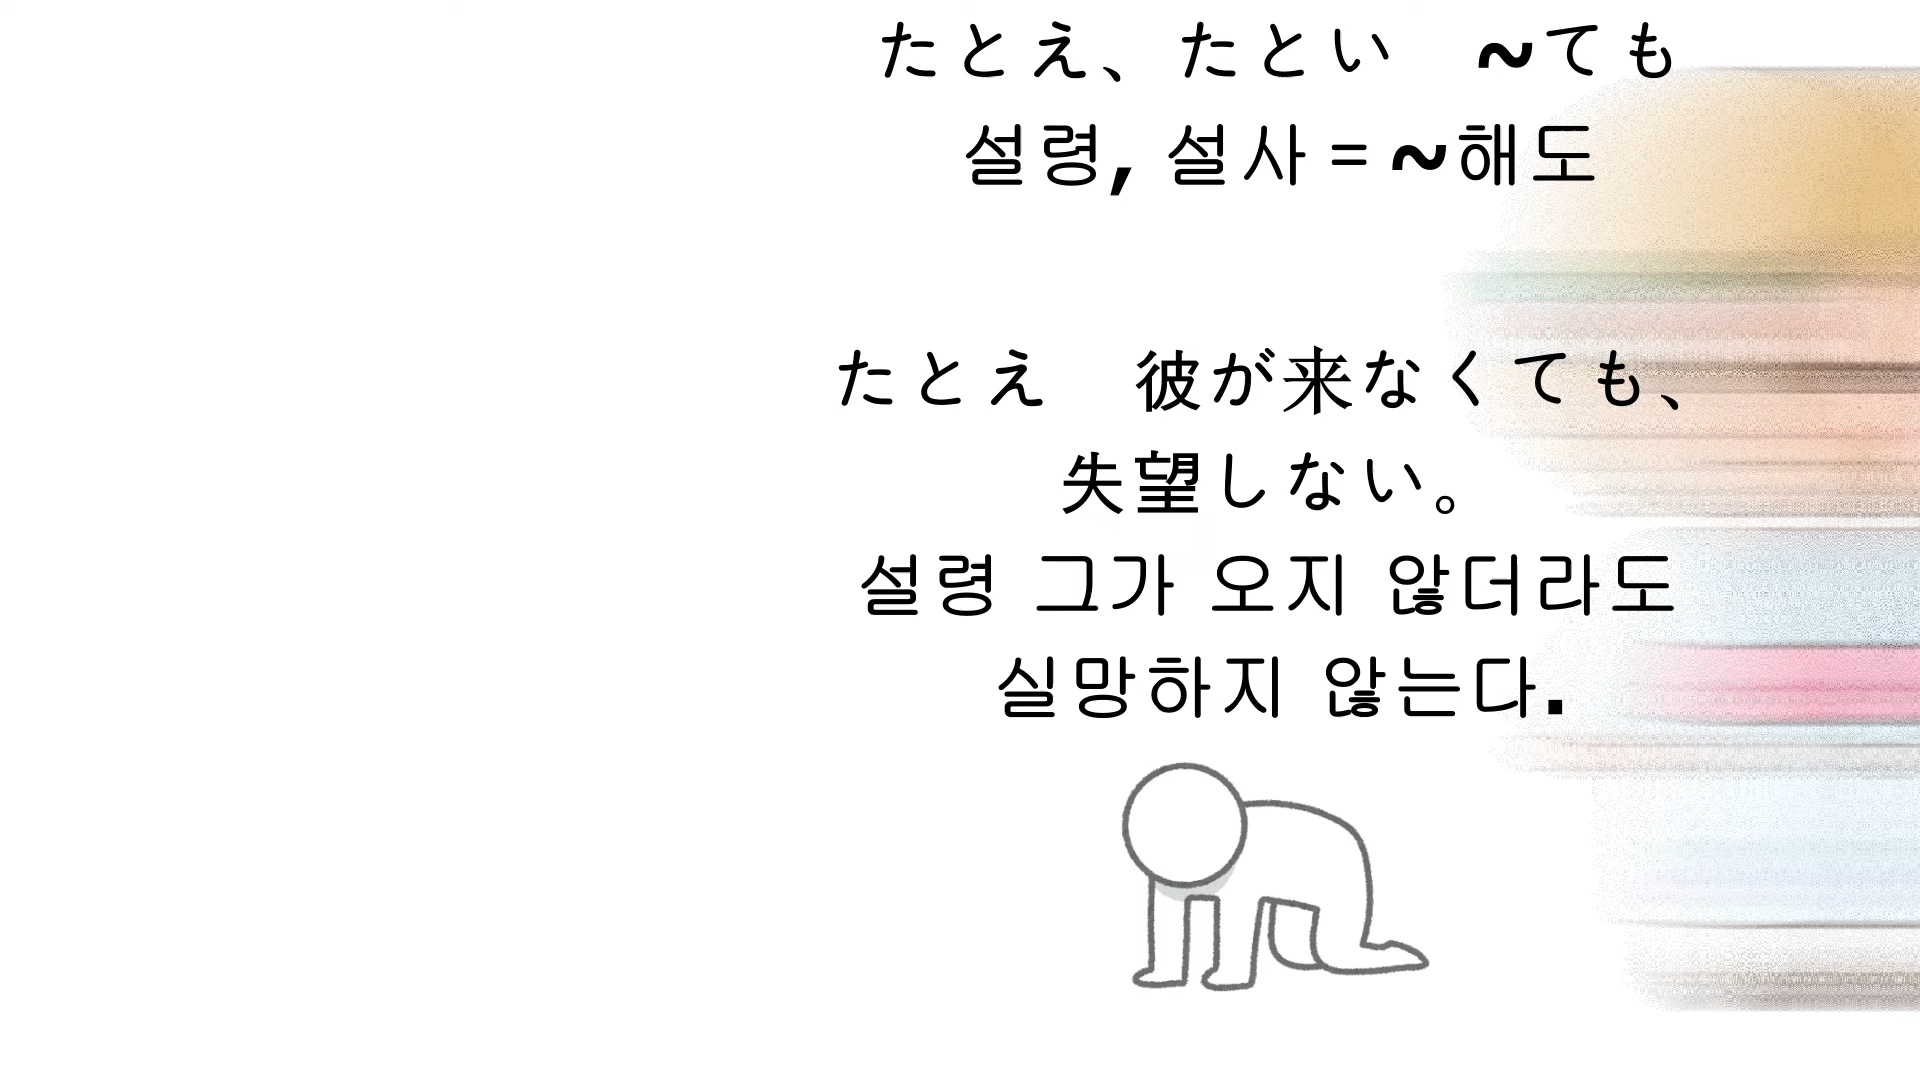 たとえ、たとい　~ても
설령, 설사 = ~해도
たとえ　彼が来なくても、
失望しない。
설령 그가 오지 않더라도
실망하지 않는다.